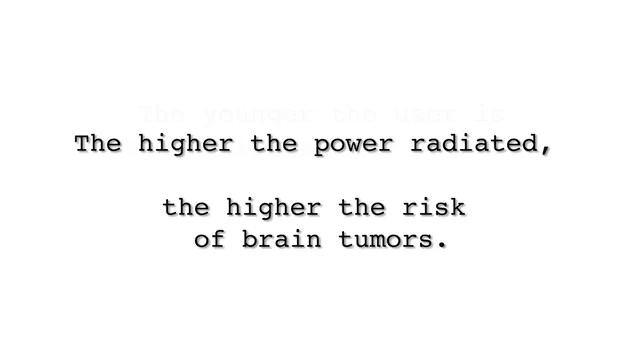 The younger the user is
The higher the power radiated,
the higher the risk
of brain tumors.